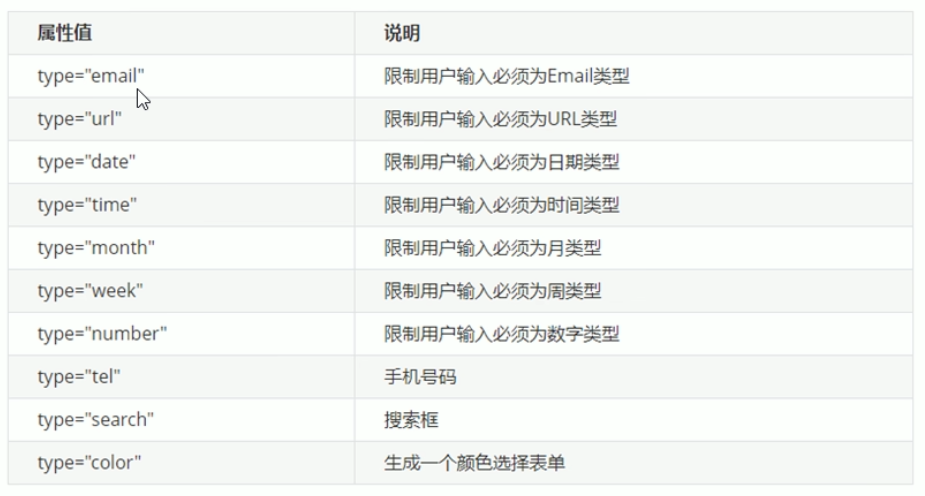 属性值 说明
type="email" 限制用户输入必须为Email类型
type="url" 限制用户输入必须为URL类型
type="date" 限制用户输入必须为日期类型
type="time" 限制用户输入必须为时间类型
type="month" 限制用户输入必须为月类型
type="week" 限制用户输入必须为周类型
type="number" 限制用户输入必须为数字类型
type="tel" 手机号码
type="search" 搜索框
type="color" 生成一个颜色选择表单